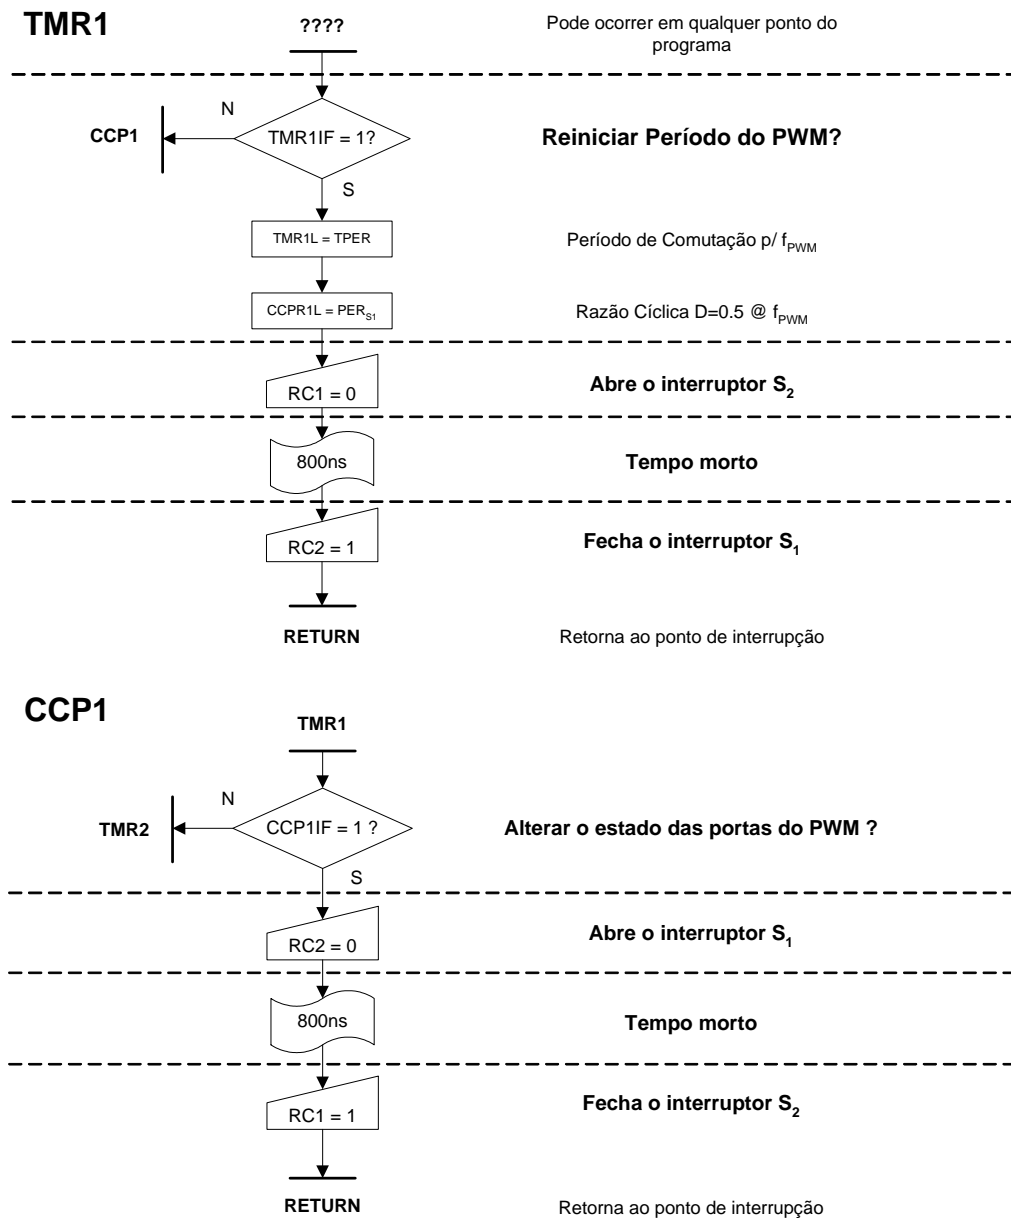 TMR1
????
Pode ocorrer em qualquer ponto do
programa
N
CCP1
TMR1IF = 1?
Reiniciar Período do PWM?
S
TMR1L = TPER
Período de Comutação p/ fPWM
CCPR1L = PERS1
Razão Cíclica D=0.5 @ fPWM
RC1 = 0
Abre o interruptor S2
800ns
Tempo morto
RC2 = 1
Fecha o interruptor S1
RETURN
Retorna ao ponto de interrupção
CCP1
TMR1
N
TMR2
CCP1IF = 1 ?
Alterar o estado das portas do PWM ?
S
RC2 = 0
Abre o interruptor S1
800ns
Tempo morto
RC1 = 1
Fecha o interruptor S2
RETURN
Retorna ao ponto de interrupção